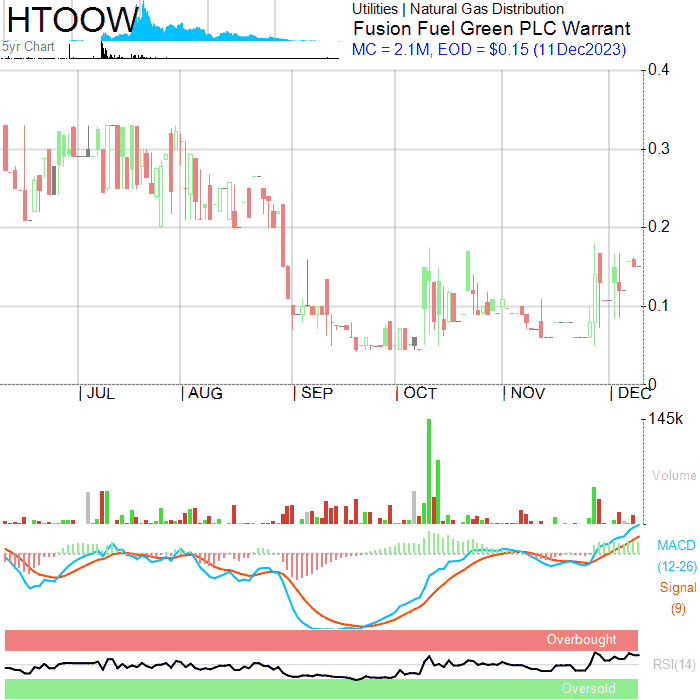 HTOOW
5yr Chart
Utilities | Natural Gas Distribution
Fusion Fuel Green PLC Warrant
MC = 2.1M, EOD = $0.15 (11Dec2023)
0.4
0.3
0.2
0.1
0
| JUL | AUG | SEP | OCT | NOV | DEC
145k
Volume
MACD
(12-26)
Signal
(9)
Overbought
RSI(14)
Oversold